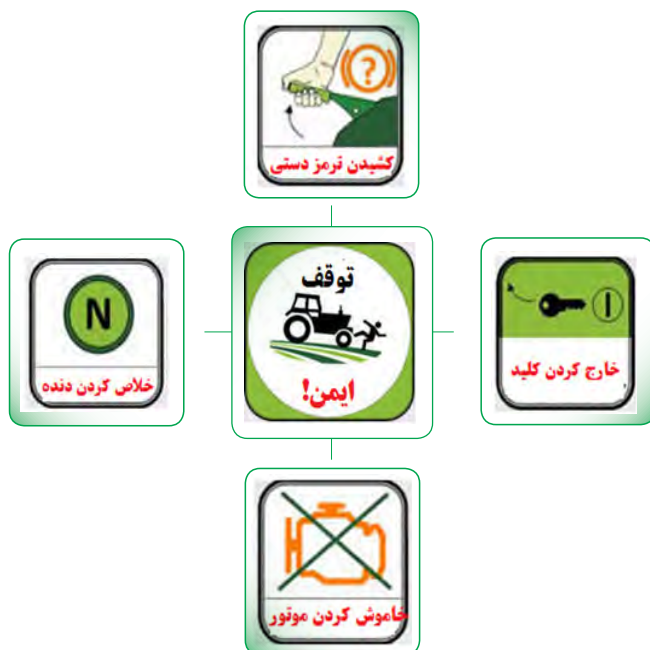 ?
کشیدن ترمز دستی
خارج کردن کلید
توقف
ایمن!
N
خلاص کردن دنده
خاموش کردن موتور